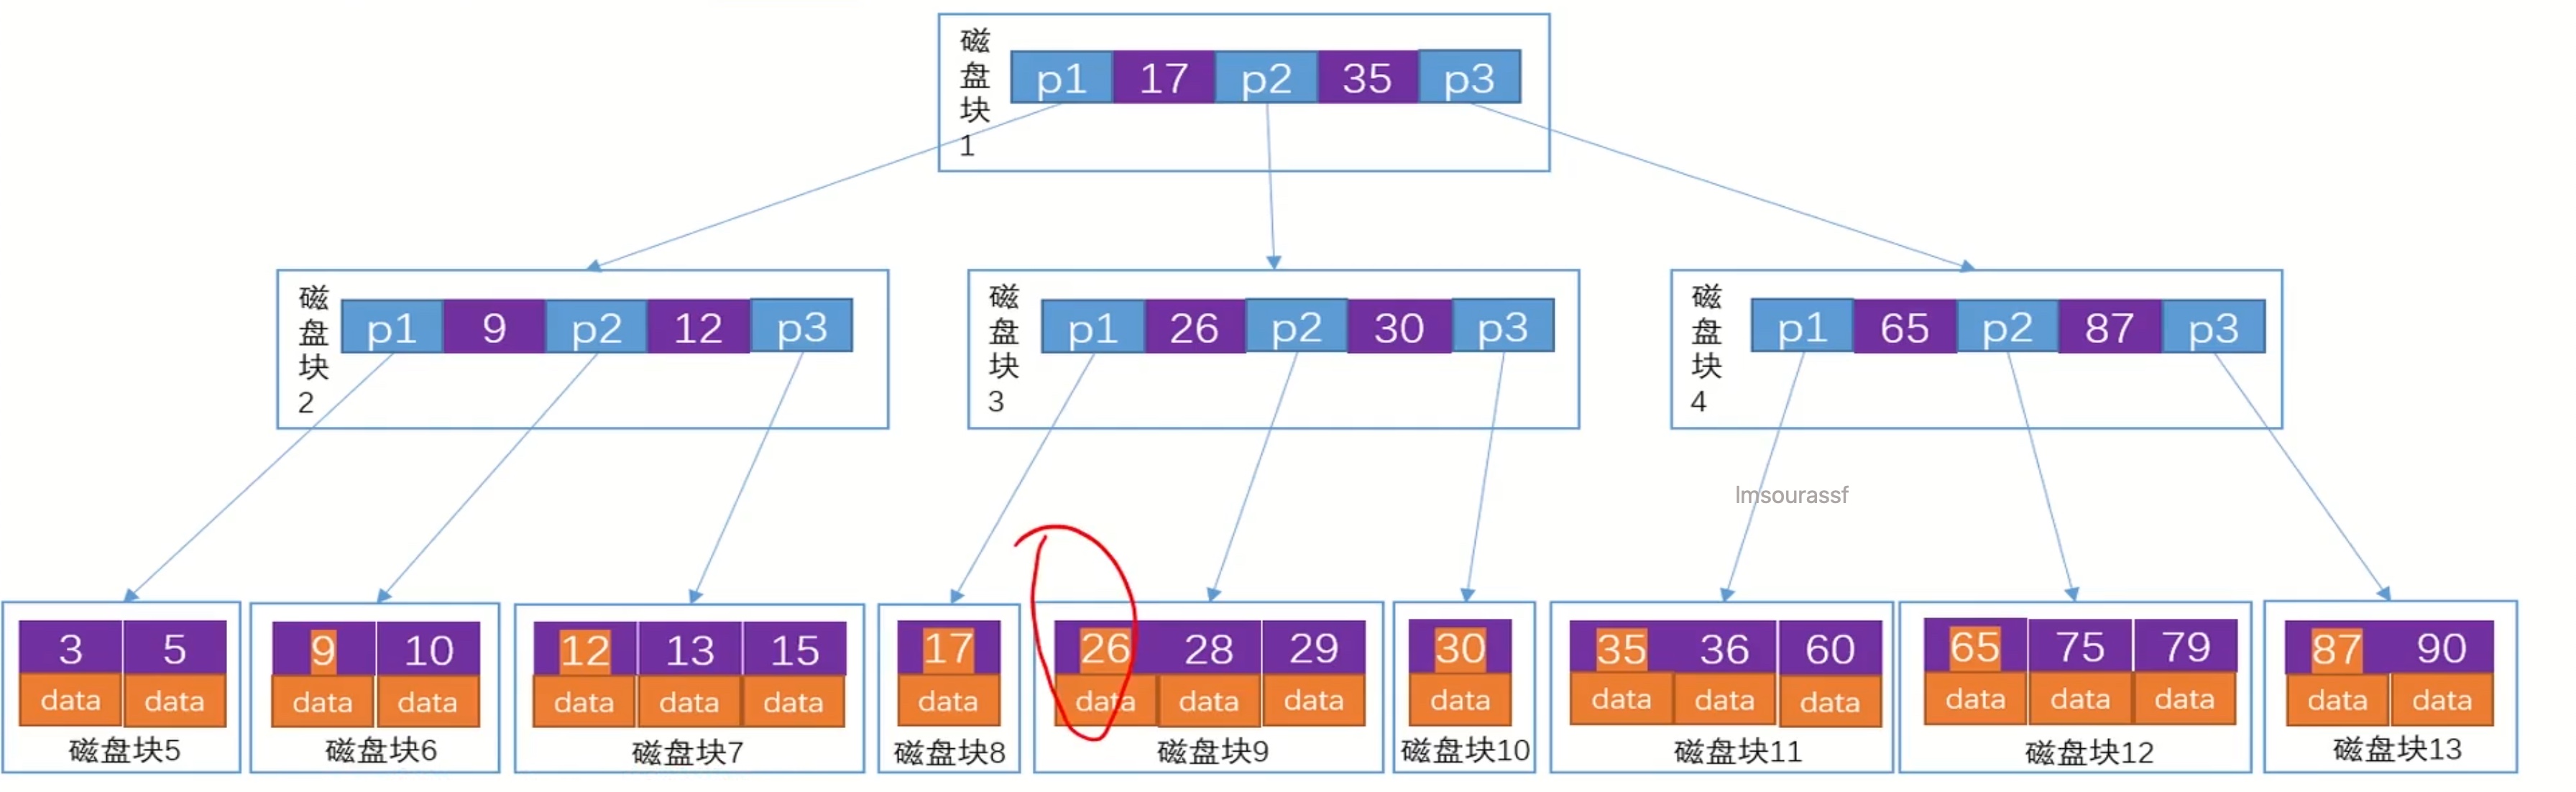 磁盘块1
p1 17 p2 35 p3
磁盘块2
p1 9 p2 12 p3
磁盘块3
p1 26 p2 30 p3
磁盘块4
p1 65 p2 87 p3
lmsourassf
3 5
data data
磁盘块5
9 10
data data
磁盘块6
12 13 15
data data data
磁盘块7
17
data
磁盘块8
26 28 29
data data data
磁盘块9
30
data
磁盘块10
35 36 60
data data data
磁盘块11
65 75 79
data data data
磁盘块12
87 90
data data
磁盘块13